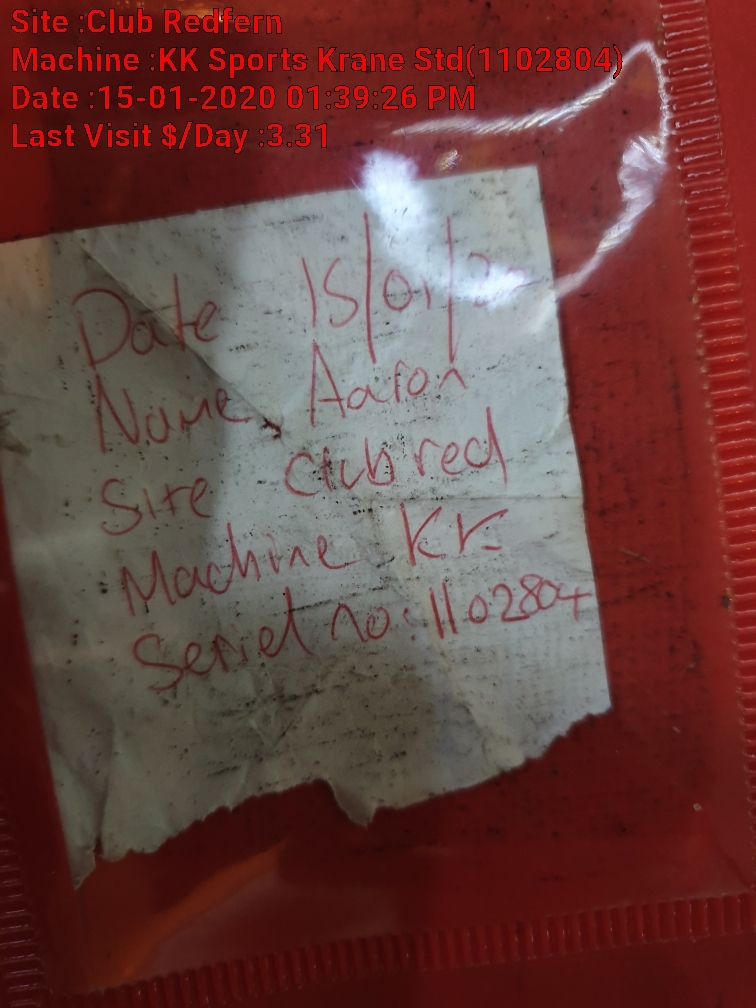 Site :Club Redfern
Machine :KK Sports Krane Std(1102804)
Date :15-01-2020 01:39:26 PM
Last Visit $/Day :3.31
Date 15/01/20
Name Aaron
Site Club red
Machine KK
Seriel no: 1102804